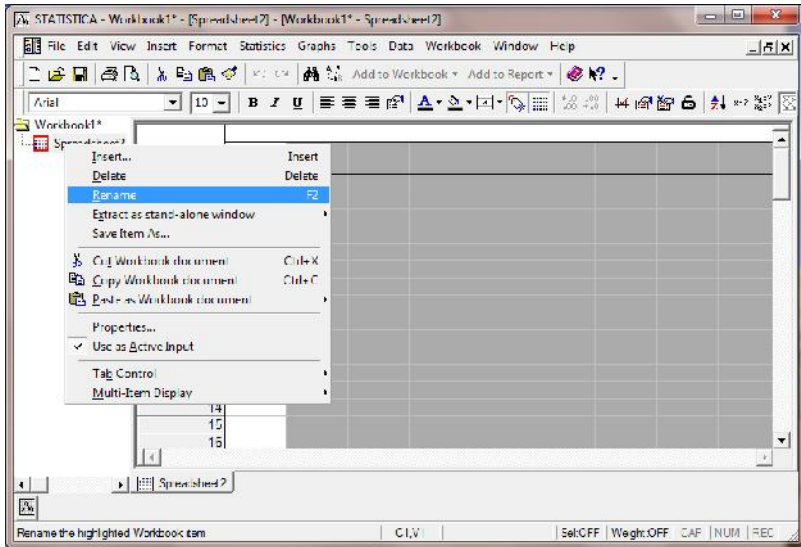 STATISTICA - Workbook1* - [Spreadsheet2] - [Workbook1* - Spreadsheet2]
File Edit View Insert Format Statistics Graphs Tools Data Workbook Window Help
Add to Workbook Add to Report
Arial 10 B I U
Workbook1*
Spreadsheet2
Insert... Insert
Delete Delete
Rename F2
Extract as stand-alone window
Save Item As...
Cut Workbook document Ctrl+X
Copy Workbook document Ctrl+C
Paste as Workbook document
Properties...
Use as Active Input
Tab Control
Multi-Item Display
14
15
16
Spreadsheet2
Rename the highlighted Workbook item C1,V1 Sel:OFF Weight:OFF CAP NUM REC